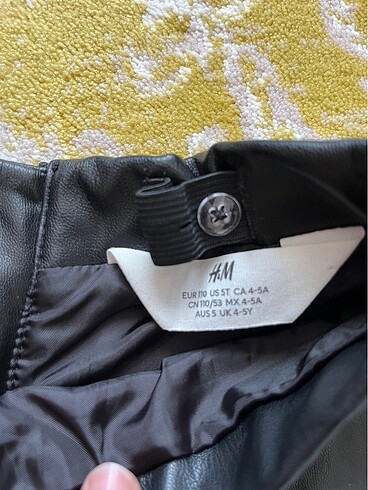 H&M
EUR 110 US 5T CA 4-5A
CN 110/53 MX 4-5A
AUS 5 UK 4-5Y